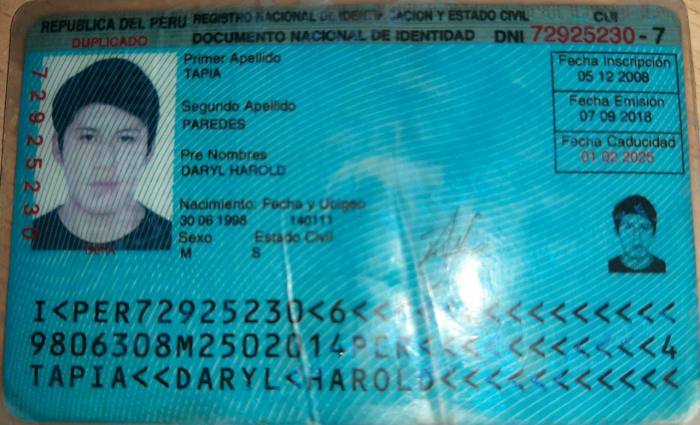 REPUBLICA DEL PERU REGISTRO NACIONAL DE IDENTIFICACION Y ESTADO CIVIL CUI
DUPLICADO DOCUMENTO NACIONAL DE IDENTIDAD DNI 72925230 - 7
Primer Apellido
TAPIA
Segundo Apellido
PAREDES
Pre Nombres
DARYL HAROLD
Nacimiento: Fecha y Ubigeo
30 06 1998 140111
Sexo Estado Civil
M S
Fecha Inscripción
05 12 2008
Fecha Emisión
07 09 2018
Fecha Caducidad
01 02 2025
72925230
TAPIA
I<PER72925230<6<<<<<<<<<<<<<<<
9806308M2502014PER<<<<<<<<<<<4
TAPIA<<DARYL<HAROLD<<<<<<<<<<<